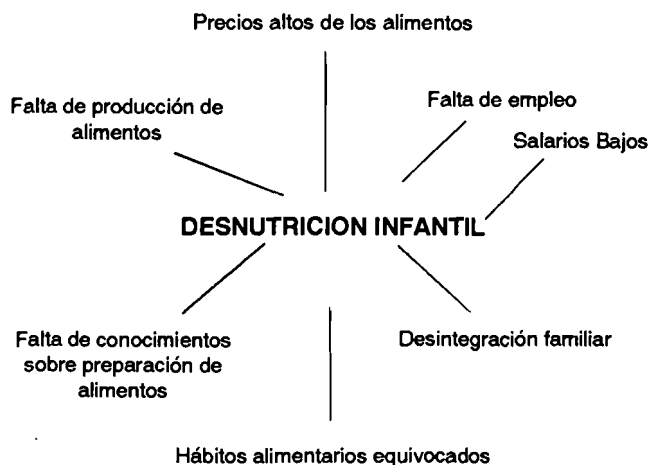 Precios altos de los alimentos
Falta de producción de
alimentos
Falta de empleo
Salarios Bajos
DESNUTRICION INFANTIL
Falta de conocimientos
sobre preparación de
alimentos
Desintegración familiar
Hábitos alimentarios equivocados